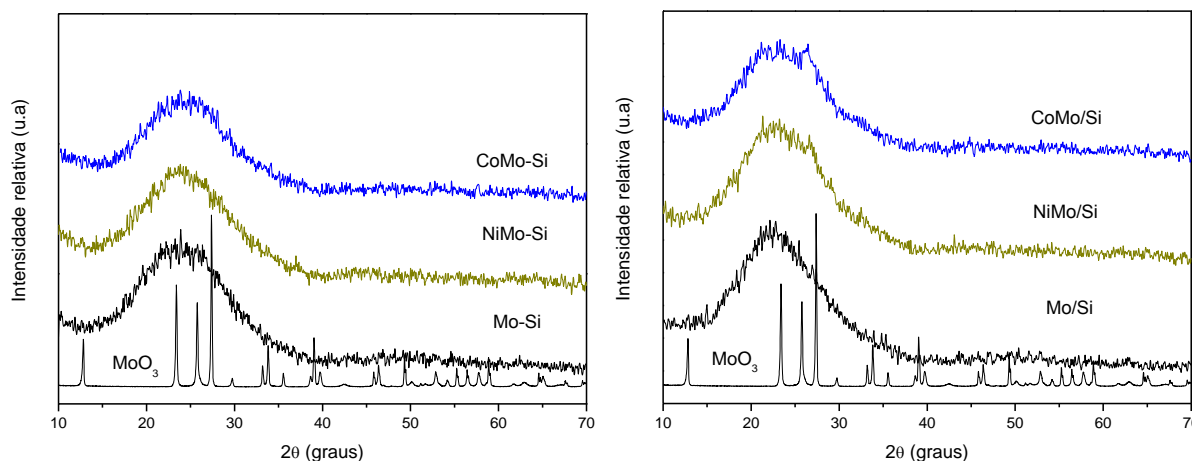 Intensidade relativa (u.a)
CoMo-Si
NiMo-Si
Mo-Si
MoO3
10 20 30 40 50 60 70
2θ (graus)
Intensidade relativa (u.a)
CoMo/Si
NiMo/Si
Mo/Si
MoO3
10 20 30 40 50 60 70
2θ (graus)